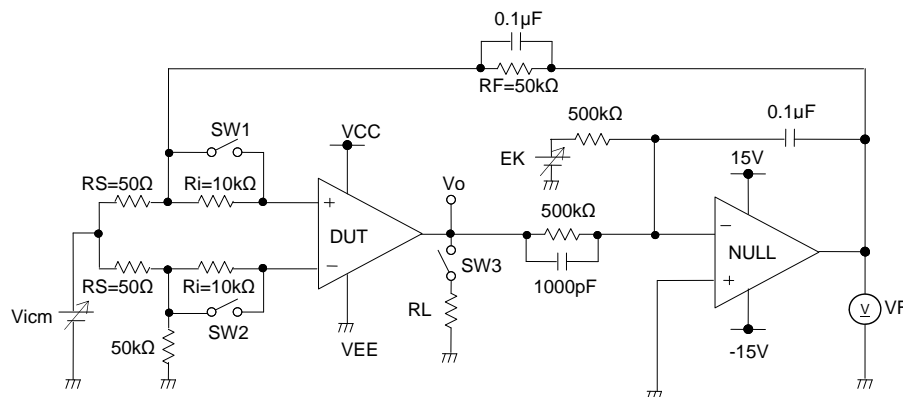 0.1µF
RF=50kΩ
500kΩ
0.1µF
SW1
VCC
EK
15V
RS=50Ω
Ri=10kΩ
Vo
500kΩ
+
DUT
−
−
NULL
+
RS=50Ω
Ri=10kΩ
SW3
1000pF
Vicm
SW2
RL
V
VF
50kΩ
VEE
-15V